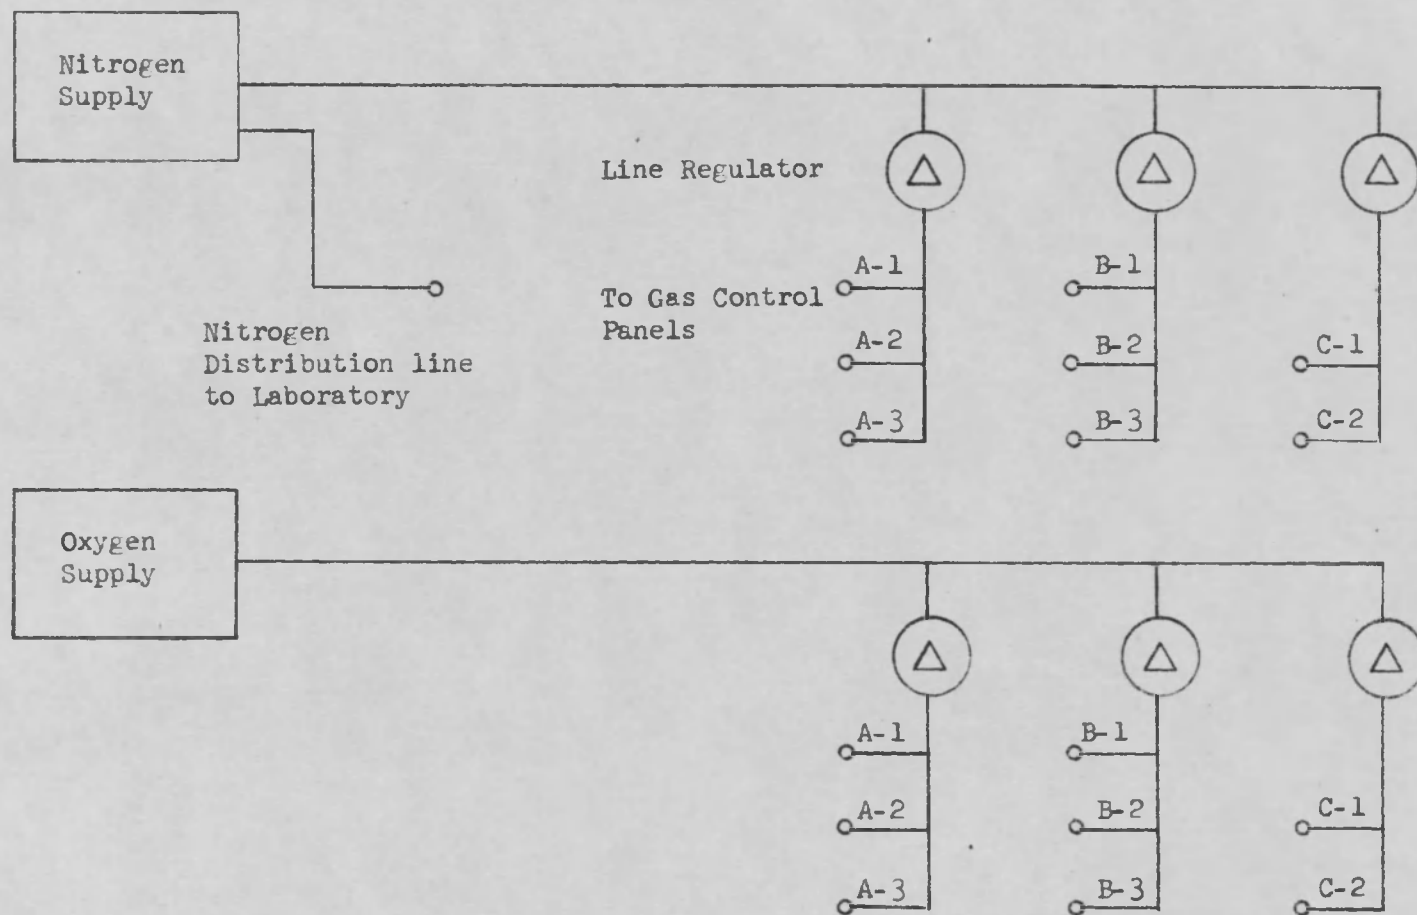 Nitrogen
Supply
Line Regulator
A-1
B-1
To Gas Control
Panels
Nitrogen
Distribution line
to Laboratory
A-2
B-2
C-1
A-3
B-3
C-2
Oxygen
Supply
A-1
B-1
A-2
B-2
C-1
A-3
B-3
C-2